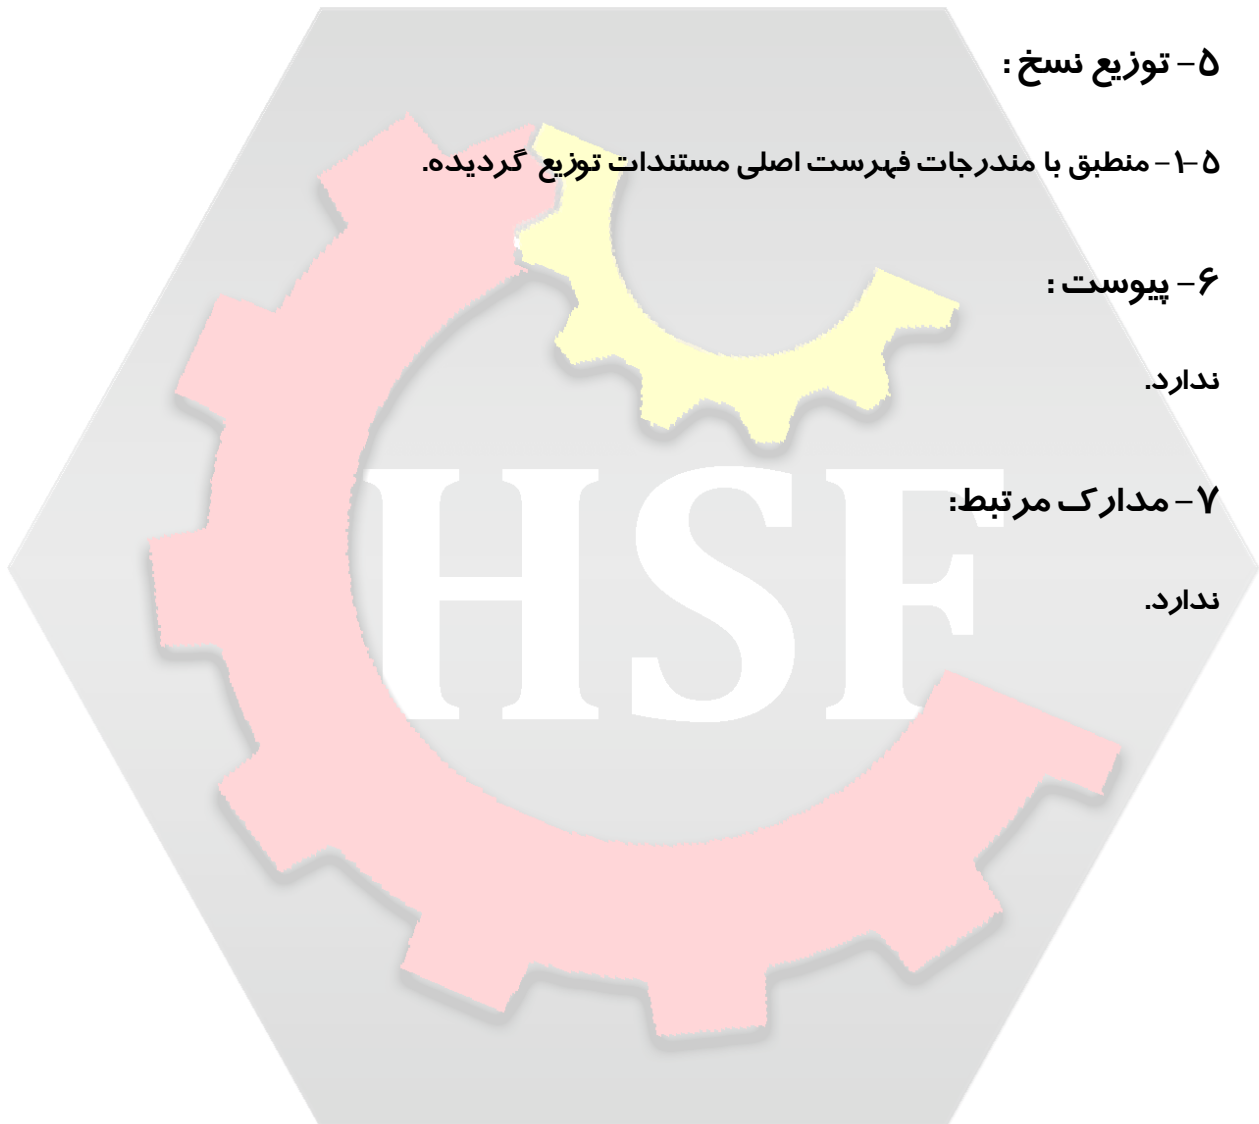 ۵- توزیع نسخ :
۵-۱- منطبق با مندرجات فهرست اصلی مستندات توزیع گردیده.
۶- پیوست :
ندارد.
۷- مدارک مرتبط:
ندارد.
HSF